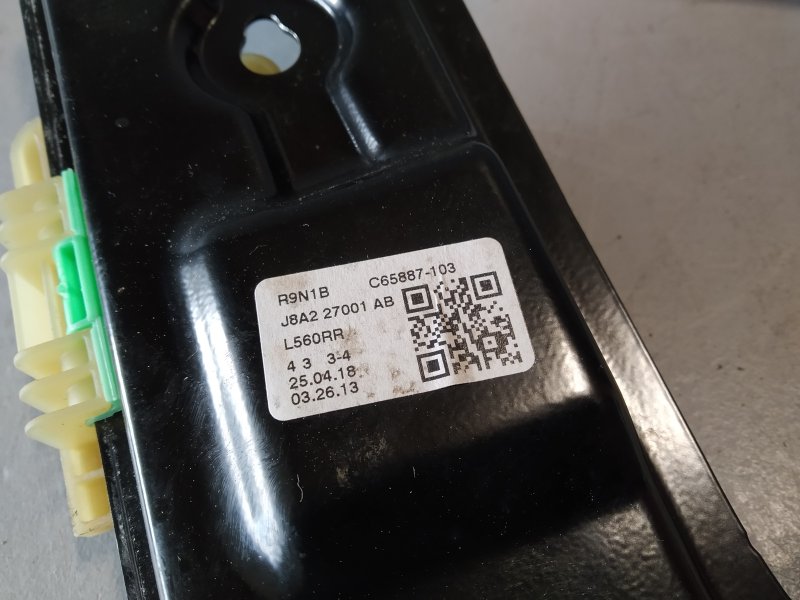 R9N1B C65887-103
J8A2 27001 AB
L560RR
4 3 3-4
25.04.18
03.26.13